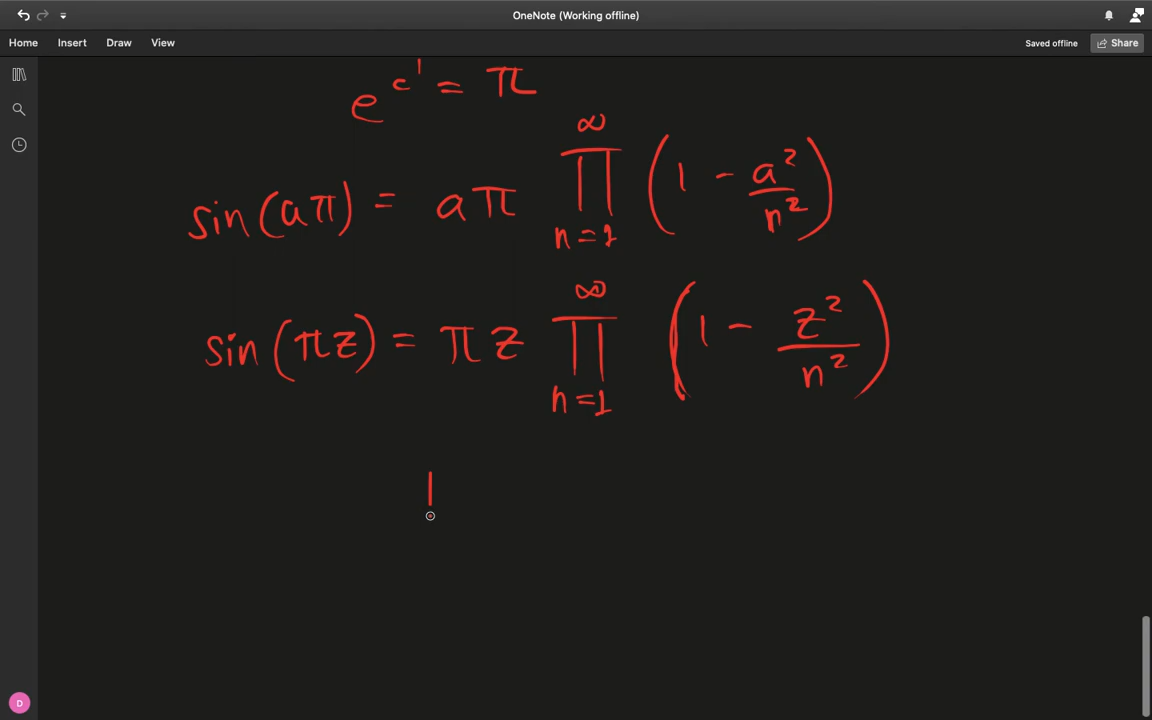 OneNote (Working offline)
Home Insert Draw View
Saved offline Share
e^{c'} = π
sin(aπ) = aπ ∏_{n=1}^{∞} (1 - a²/n²)
sin(πz) = πz ∏_{n=1}^{∞} (1 - z²/n²)
D